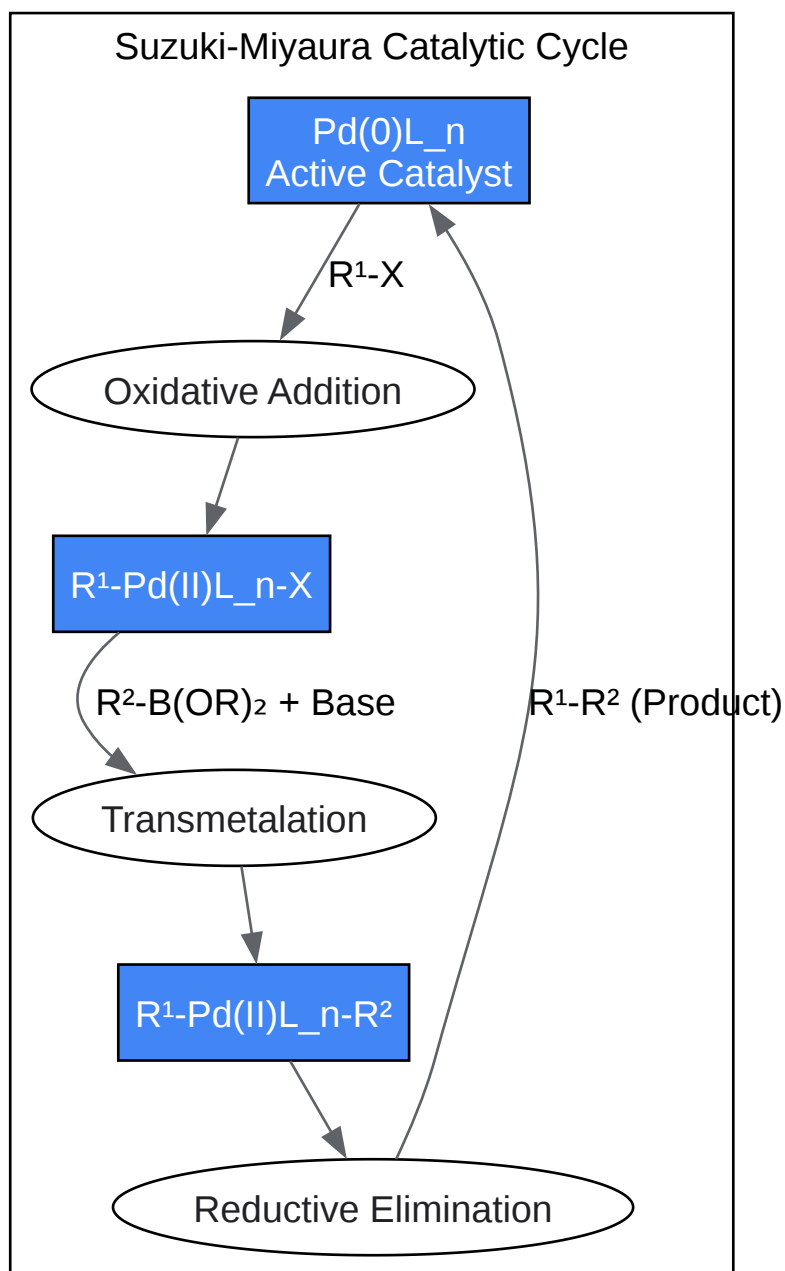 Suzuki-Miyaura Catalytic Cycle
Pd(0)L_n
Active Catalyst
R¹-X
Oxidative Addition
R¹-Pd(II)L_n-X
R²-B(OR)₂ + Base
R¹-R² (Product)
Transmetalation
R¹-Pd(II)L_n-R²
Reductive Elimination